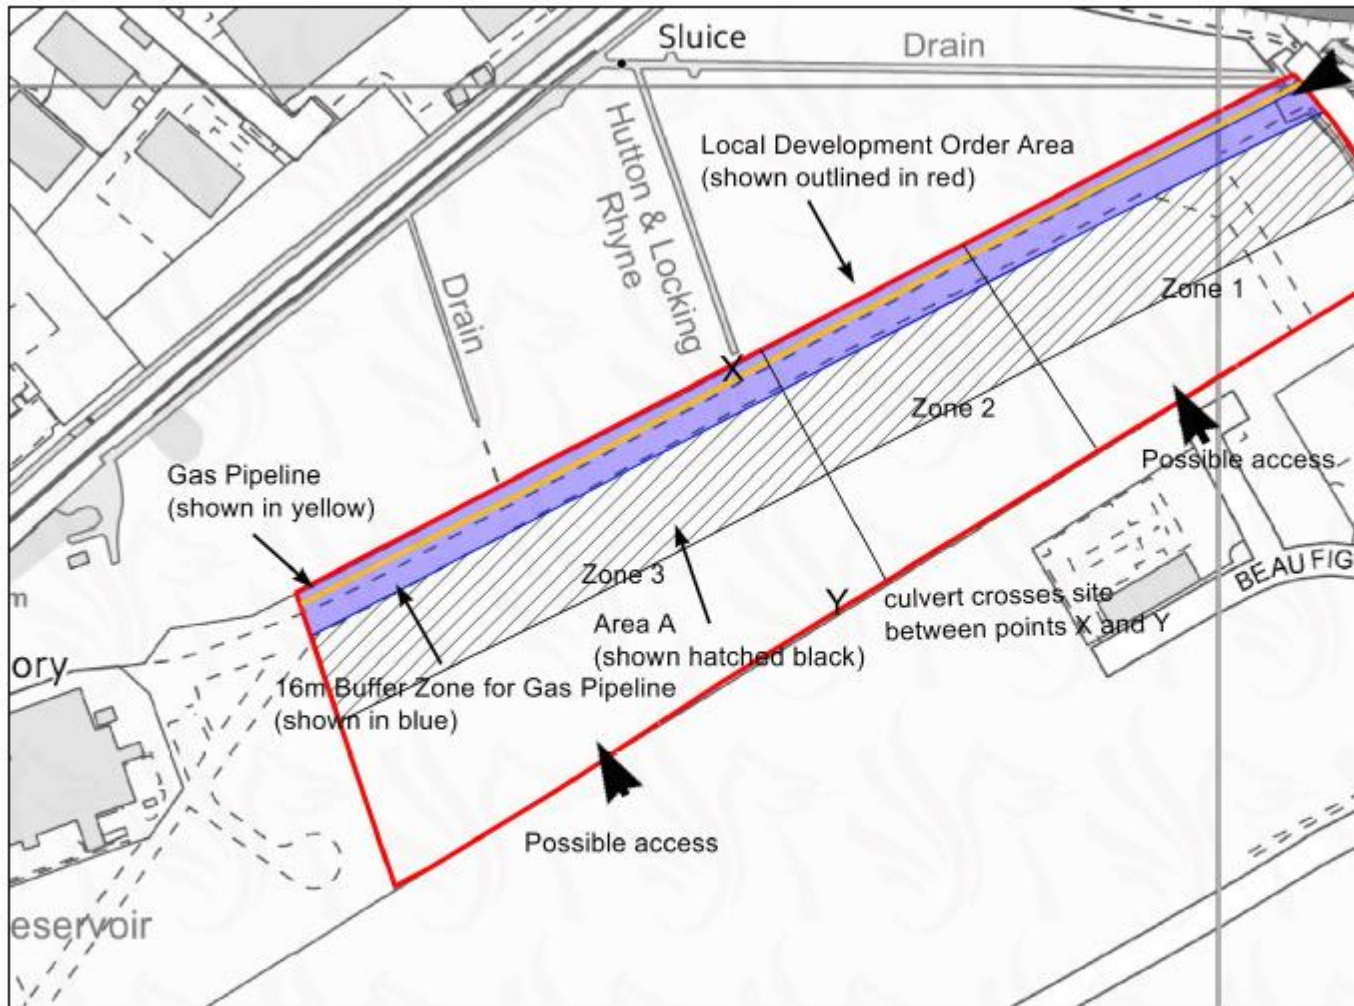 Sluice
Drain
Hutton & Locking
Rhyne
Local Development Order Area
(shown outlined in red)
Drain
Zone 1
X
Zone 2
Possible access
Gas Pipeline
(shown in yellow)
Zone 3
Y
culvert crosses site
between points X and Y
BEAU FIG
Area A
(shown hatched black)
m
ory
16m Buffer Zone for Gas Pipeline
(shown in blue)
Possible access
eservoir